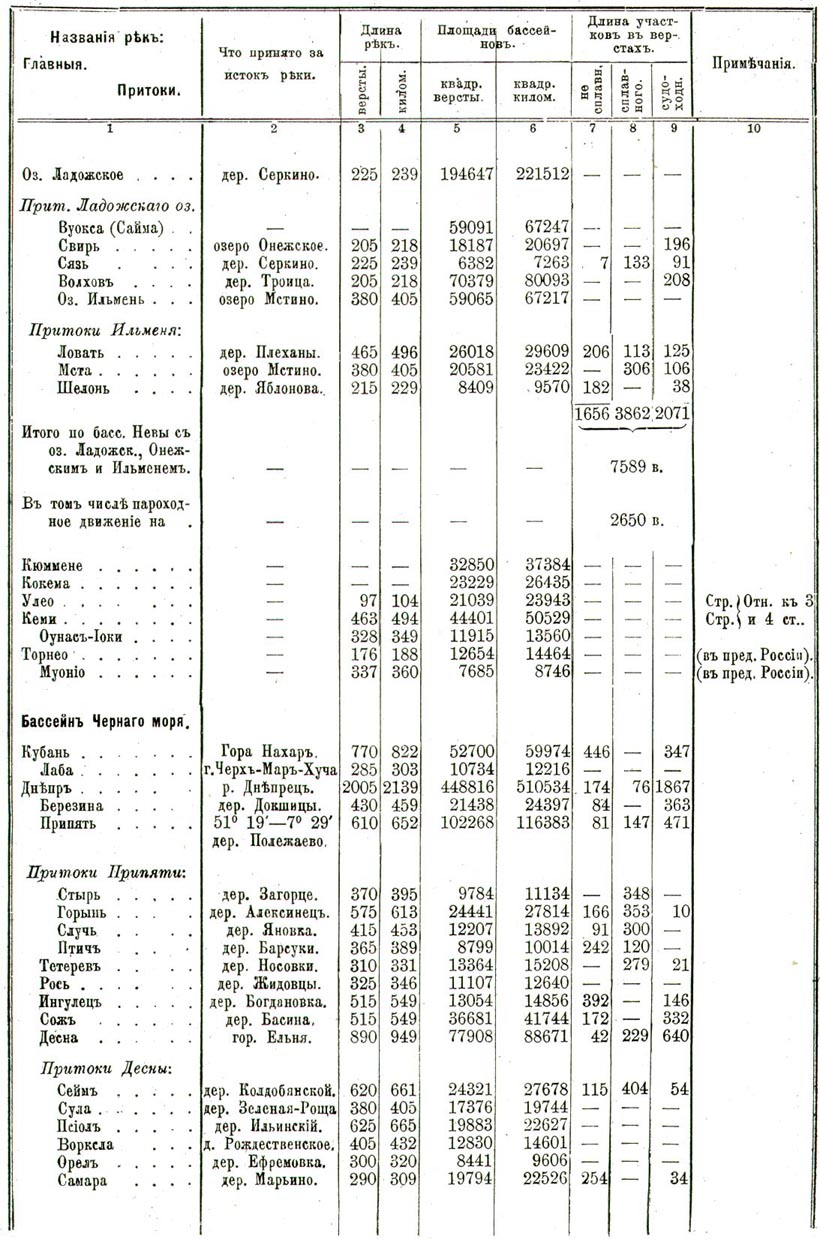 Названія рѣкъ: Что принято за истокъ рѣки. Длина рѣкъ. Площади бассейновъ. Длина участковъ въ верстахъ. Примѣчанія.
Главныя. Притоки. версты. килом. квадр. версты. квадр. килом. не сплавн. сплавного. судоходн.
1 2 3 4 5 6 7 8 9 10
Оз. Ладожское . . . . дер. Серкино. 225 239 194647 221512 — — —
Прит. Ладожскаго оз.
Вуокса (Сайма) . . — — — 59091 67247 — — —
Свирь . . . . . озеро Онежское. 205 218 18187 20697 — — 196
Сязь . . . . дер. Серкино. 225 239 6382 7263 7 133 91
Волховъ . . . . дер. Троица. 205 218 70379 80093 — — 208
Оз. Ильмень . . . озеро Мстино. 380 405 59065 67217 — — —
Притоки Ильменя:
Ловать . . . . . дер. Плеханы. 465 496 26018 29609 206 113 125
Мста . . . . . . озеро Мстино. 380 405 20581 23422 — 306 106
Шелонь . . . . дер. Яблонова. 215 229 8409 9570 182 — 38
1656 3862 2071
Итого по басс. Невы съ
оз. Ладожск., Онеж-
скимъ и Ильменемъ. — — — — — 7589 в.
Въ томъ числѣ пароход-
ное движеніе на . — — — — — 2650 в.
Кюммене . . . . . . — — — 32850 37384 — — —
Кокема . . . . . . . — — — 23229 26435 — — —
Улео . . . . . . . — 97 104 21039 23943 — — — Стр. } Отн. къ 3
Кеми . . . . . . . — 463 494 44401 50529 — — — Стр. } и 4 ст..
Оунасъ-Іоки . . . . — 328 349 11915 13560 — — —
Торнео . . . . . . . — 176 188 12654 14464 — — — (въ пред. Россіи).
Муоніо . . . . . . — 337 360 7685 8746 — — — (въ пред. Россіи).
Бассейнъ Чернаго моря.
Кубань . . . . . . . Гора Нахаръ. 770 822 52700 59974 446 — 347
Лаба . . . . . . . г.Черхъ-Маръ-Хуча 285 303 10734 12216 — — —
Днѣпръ . . . . . р. Днѣпрецъ. 2005 2139 448816 510534 174 76 1867
Березина . . . . . дер. Докшицы. 430 459 21438 24397 84 — 363
Припять . . . . . 51° 19′—7° 29′ 610 652 102268 116383 81 147 471
дер. Полежаево.
Притоки Припяти:
Стырь . . . . . дер. Загорце. 370 395 9784 11134 — 348 —
Горынь . . . . дер. Алексинецъ. 575 613 24441 27814 166 353 10
Случь . . . . . дер. Яновка. 415 453 12207 13892 91 300 —
Птичъ . . . . дер. Барсуки. 365 389 8799 10014 242 120 —
Тетеревъ . . . . . дер. Носовки. 310 331 13364 15208 — 279 21
Рось . . . . . . дер. Жидовцы. 325 346 11107 12640 — — —
Ингулецъ . . . . . дер. Богдановка. 515 549 13054 14856 392 — 146
Сожъ . . . . . . дер. Басина. 515 549 36681 41744 172 — 332
Десна . . . . . . гор. Ельня. 890 949 77908 88671 42 229 640
Притоки Десны:
Сеймъ . . . . . дер. Колдобянской. 620 661 24321 27678 115 404 54
Сула . . . . . . дер. Зеленая-Роща 380 405 17376 19744 — — —
Псіолъ . . . . . дер. Ильинскій. 625 665 19883 22627 — — —
Воркела . . . д. Рождественское. 405 432 12830 14601 — — —
Орелъ . . . . . дер. Ефремовка. 300 320 8441 9606 — — —
Самара . . . . дер. Марьино. 290 309 19794 22526 254 — 34